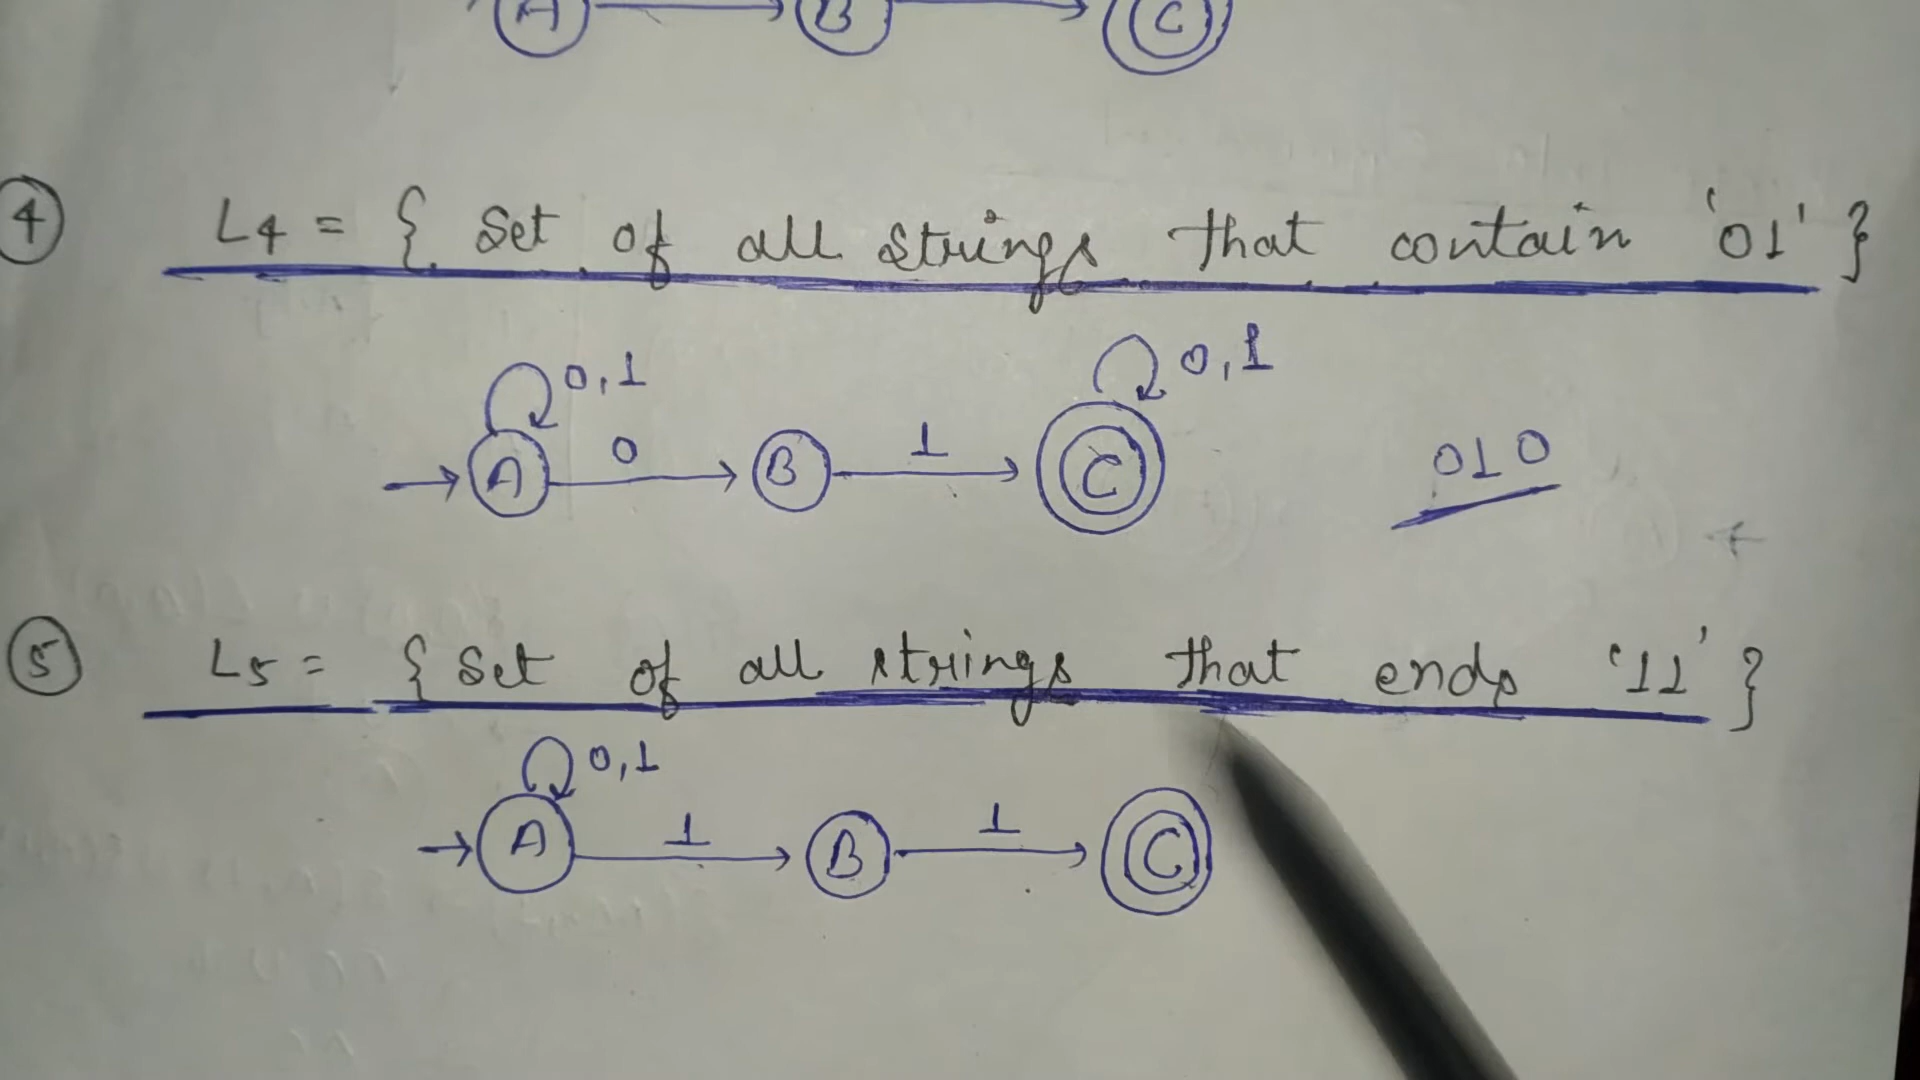 A B C
④ L4 = { Set of all strings that contain '01' }
0,1 0,1
A 0 B 1 C 010
⑤ L5 = { Set of all strings that ends '11' }
0,1
A 1 B 1 C